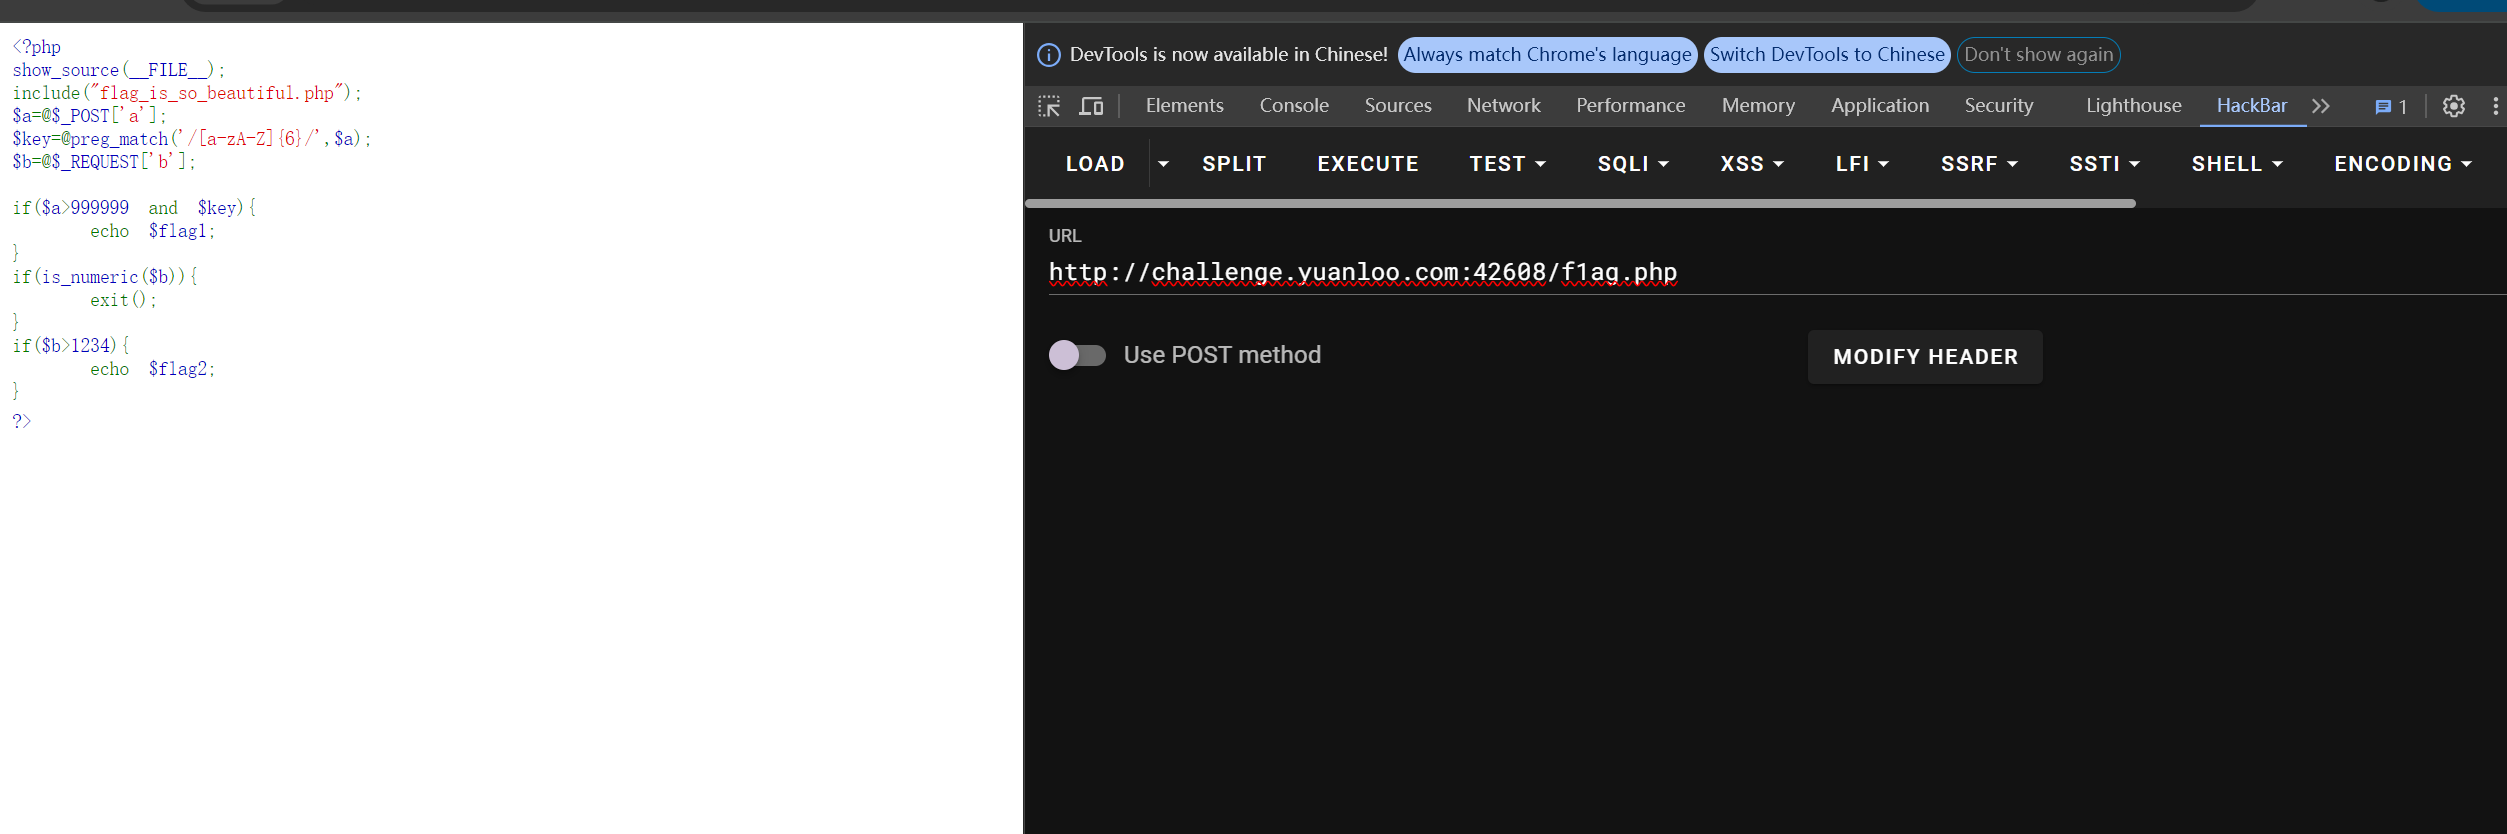 <?php
show_source(__FILE__);
include("flag_is_so_beautiful.php");
$a=@$_POST['a'];
$key=@preg_match('/[a-zA-Z]{6}/',$a);
$b=@$_REQUEST['b'];
if($a>999999 and $key){
echo $flag1;
}
if(is_numeric($b)){
exit();
}
if($b>1234){
echo $flag2;
}
?>
DevTools is now available in Chinese! Always match Chrome's language Switch DevTools to Chinese Don't show again
Elements Console Sources Network Performance Memory Application Security Lighthouse HackBar 1
LOAD SPLIT EXECUTE TEST SQLI XSS LFI SSRF SSTI SHELL ENCODING
URL
http://challenge.yuanloo.com:42608/f1ag.php
Use POST method MODIFY HEADER